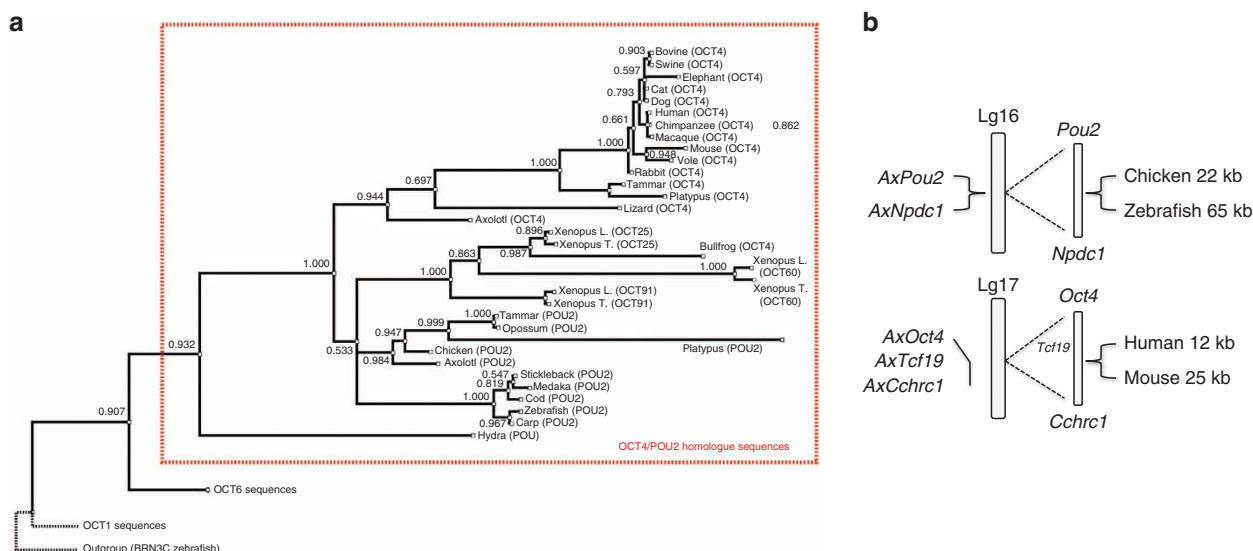 a
0.903
Bovine (OCT4)
Swine (OCT4)
0.597
Elephant (OCT4)
Cat (OCT4)
0.793
Dog (OCT4)
Human (OCT4)
0.661
Chimpanzee (OCT4)
0.862
Macaque (OCT4)
1.000
Mouse (OCT4)
0.948
Vole (OCT4)
1.000
Rabbit (OCT4)
0.697
Tammar (OCT4)
0.944
Platypus (OCT4)
Lizard (OCT4)
Axolotl (OCT4)
0.896
Xenopus L. (OCT25)
Xenopus T. (OCT25)
0.863
0.987
Bullfrog (OCT4)
1.000
1.000
1.000
Xenopus L.
(OCT60)
Xenopus T.
(OCT60)
Xenopus L. (OCT91)
Xenopus T. (OCT91)
1.000
Tammar (POU2)
0.999
Opossum (POU2)
0.947
Platypus (POU2)
0.533
0.984
Chicken (POU2)
Axolotl (POU2)
0.932
0.547
Stickleback (POU2)
0.819
Medaka (POU2)
1.000
Cod (POU2)
Zebrafish (POU2)
0.967
Carp (POU2)
0.907
Hydra (POU)
OCT4/POU2 homologue sequences
OCT6 sequences
OCT1 sequences
Outgroup (BRN3C zebrafish)
b
Lg16
Pou2
AxPou2
AxNpdc1
Chicken 22 kb
Zebrafish 65 kb
Npdc1
Lg17
Oct4
AxOct4
AxTcf19
AxCchrc1
Tcf19
Human 12 kb
Mouse 25 kb
Cchrc1